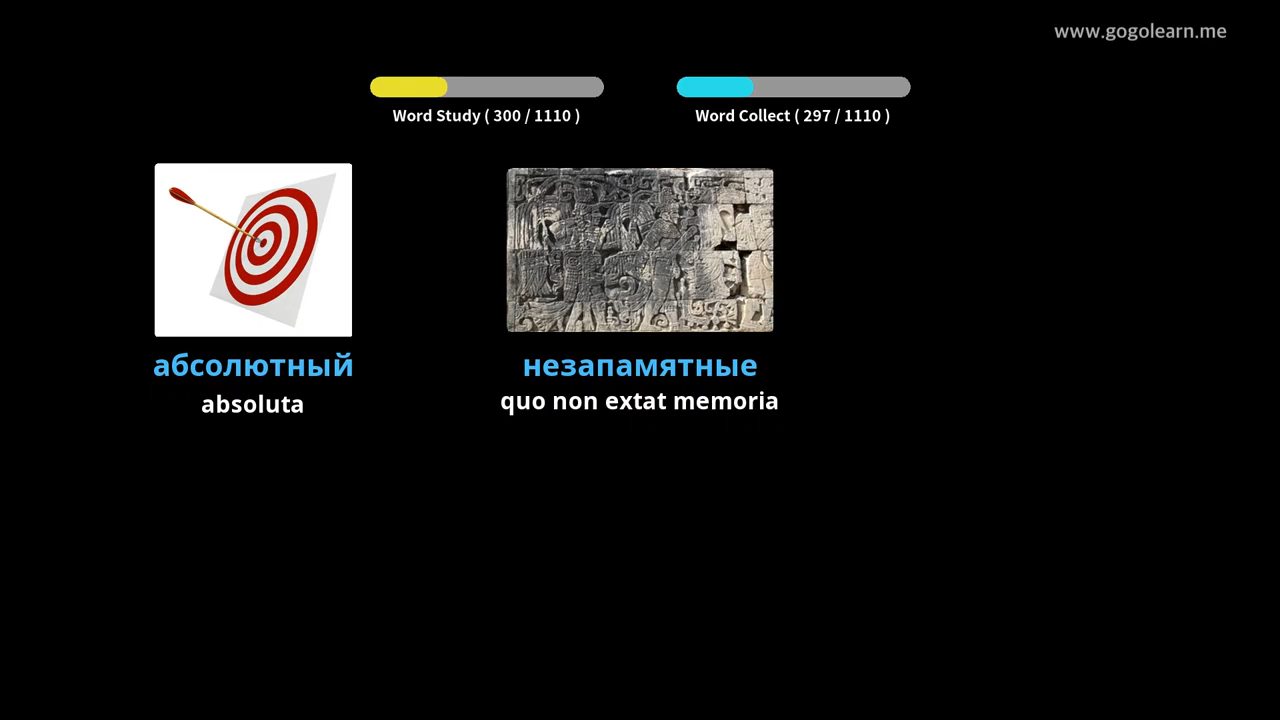 www.gogolearn.me
Word Study ( 300 / 1110 )
Word Collect ( 297 / 1110 )
абсолютный
absoluta
незапамятные
quo non extat memoria